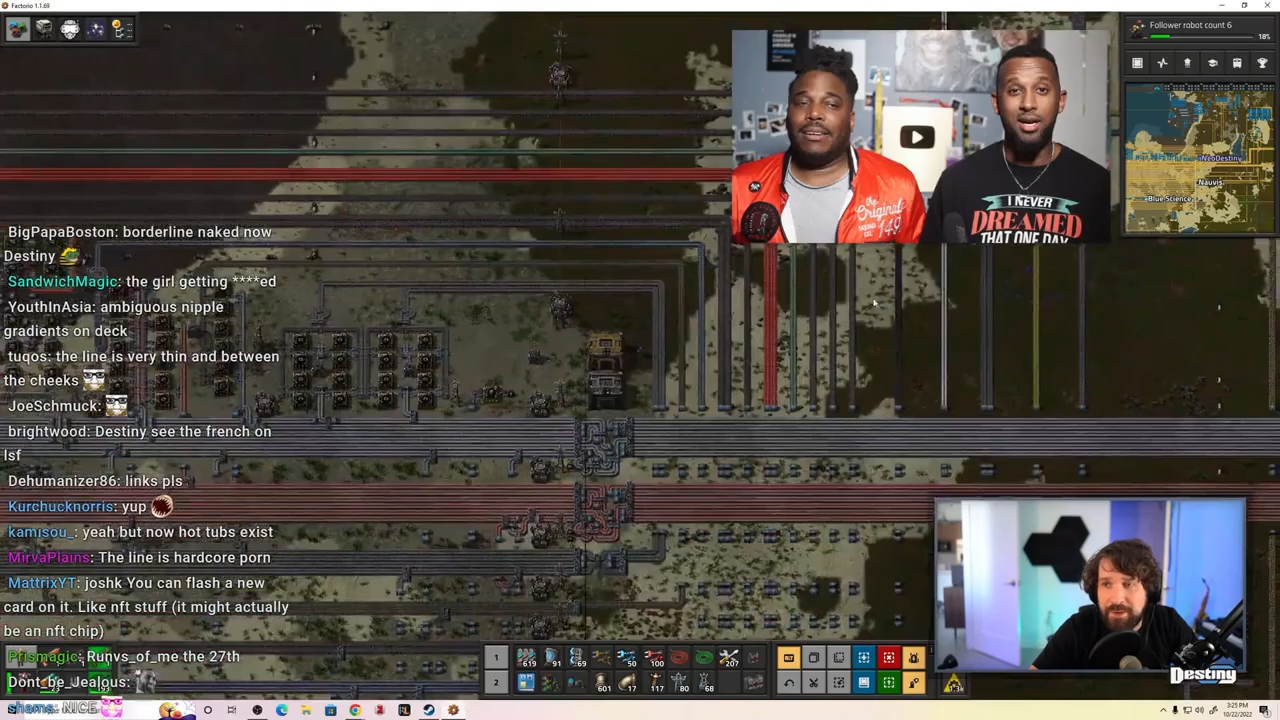 Factorio 1.1.69
Follower robot count 6
18%
NeoDestiny
Nauvis
Blue Science
the
Original
I NEVER
DREAMED
THAT ONE DAY
BigPapaBoston: borderline naked now
Destiny
SandwichMagic: the girl getting ****ed
YouthInAsia: ambiguous nipple
gradients on deck
tuqos: the line is very thin and between
the cheeks
JoeSchmuck:
brightwood: Destiny see the french on
lsf
Dehumanizer86: links pls
Kurchucknorris: yup
kamisou_: yeah but now hot tubs exist
MirvaPlains: The line is hardcore porn
MattrixYT: joshk You can flash a new
card on it. Like nft stuff (it might actually
be an nft chip)
Prismagic: Runvs_of_me the 27th
Dont_be_Jealous:
shams: NICE
1
619
91
69
50
100
207
2
601
17
117
80
68
1.3k
Destiny
3:25 PM
10/22/2022